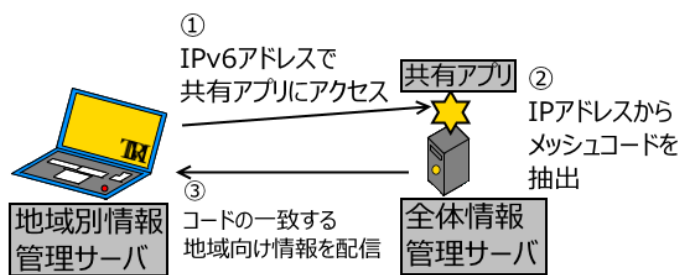 ①
IPv6アドレスで
共有アプリにアクセス
共有アプリ
②
IPアドレスから
メッシュコードを
抽出
③
コードの一致する
地域向け情報を配信
地域別情報
管理サーバ
全体情報
管理サーバ